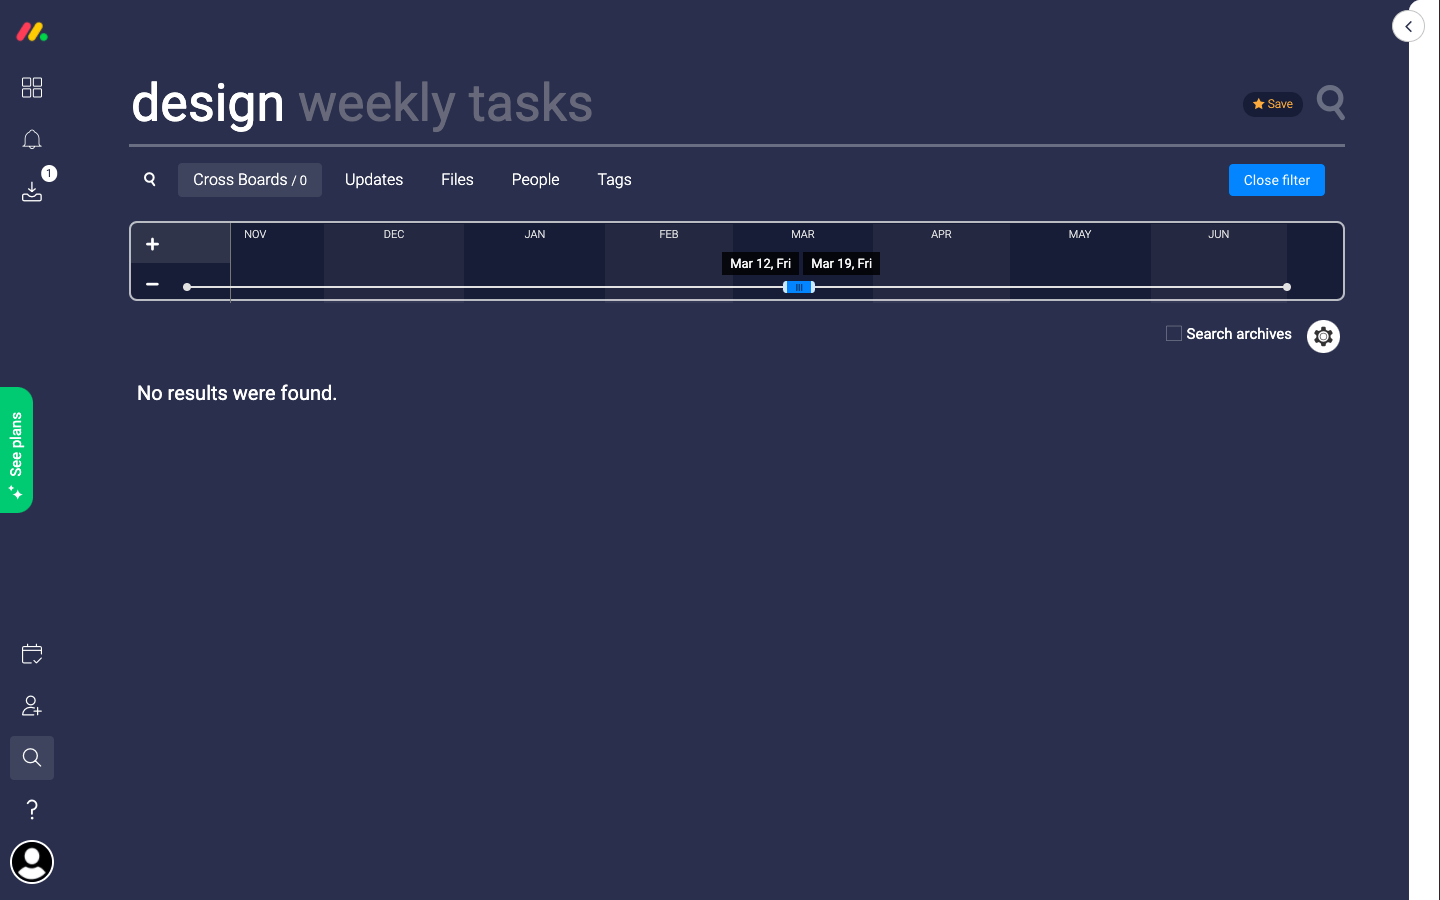 design weekly tasks
Save
1
Cross Boards / 0
Updates
Files
People
Tags
Close filter
NOV
DEC
JAN
FEB
MAR
APR
MAY
JUN
Mar 12, Fri
Mar 19, Fri
Search archives
No results were found.
See plans